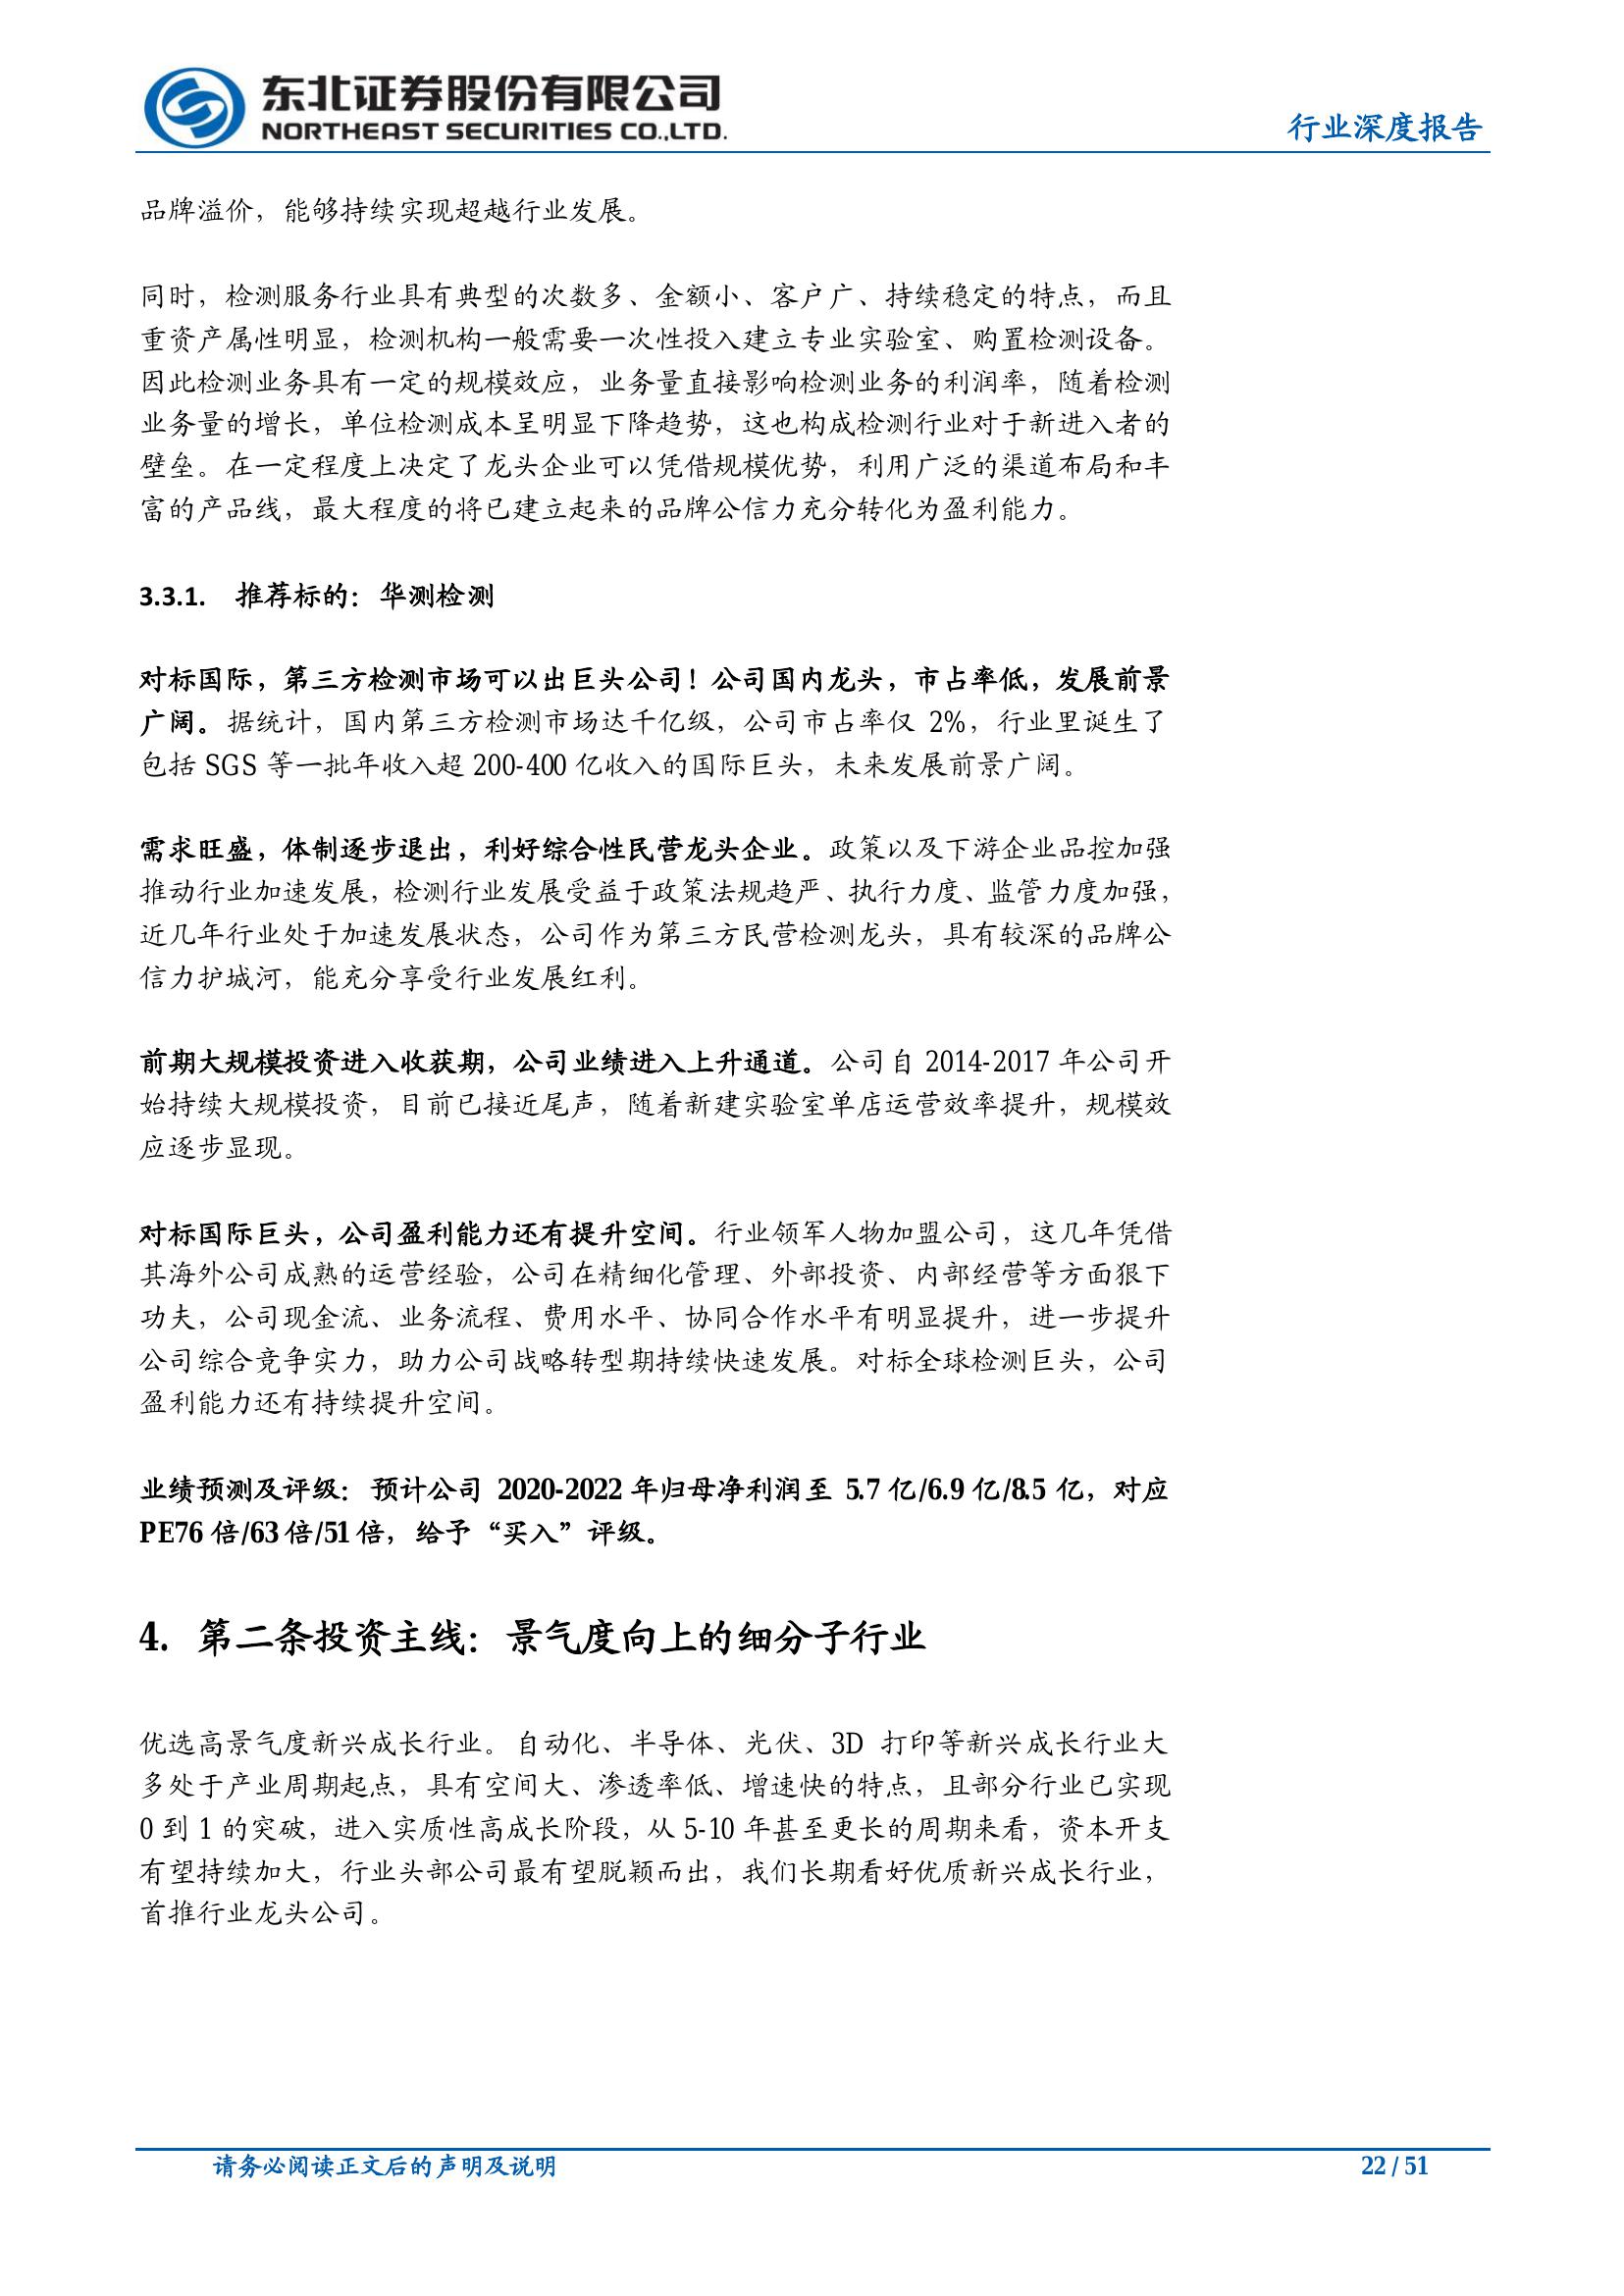 东北证券股份有限公司
NORTHEAST SECURITIES CO.,LTD.
行业深度报告
品牌溢价，能够持续实现超越行业发展。
同时，检测服务行业具有典型的次数多、金额小、客户广、持续稳定的特点，而且
重资产属性明显，检测机构一般需要一次性投入建立专业实验室、购置检测设备。
因此检测业务具有一定的规模效应，业务量直接影响检测业务的利润率，随着检测
业务量的增长，单位检测成本呈明显下降趋势，这也构成检测行业对于新进入者的
壁垒。在一定程度上决定了龙头企业可以凭借规模优势，利用广泛的渠道布局和丰
富的产品线，最大程度的将已建立起来的品牌公信力充分转化为盈利能力。
3.3.1. 推荐标的：华测检测
对标国际，第三方检测市场可以出巨头公司！公司国内龙头，市占率低，发展前景
广阔。据统计，国内第三方检测市场达千亿级，公司市占率仅 2%，行业里诞生了
包括 SGS 等一批年收入超 200-400 亿收入的国际巨头，未来发展前景广阔。
需求旺盛，体制逐步退出，利好综合性民营龙头企业。政策以及下游企业品控加强
推动行业加速发展，检测行业发展受益于政策法规趋严、执行力度、监管力度加强，
近几年行业处于加速发展状态，公司作为第三方民营检测龙头，具有较深的品牌公
信力护城河，能充分享受行业发展红利。
前期大规模投资进入收获期，公司业绩进入上升通道。公司自 2014-2017 年公司开
始持续大规模投资，目前已接近尾声，随着新建实验室单店运营效率提升，规模效
应逐步显现。
对标国际巨头，公司盈利能力还有提升空间。行业领军人物加盟公司，这几年凭借
其海外公司成熟的运营经验，公司在精细化管理、外部投资、内部经营等方面狠下
功夫，公司现金流、业务流程、费用水平、协同合作水平有明显提升，进一步提升
公司综合竞争实力，助力公司战略转型期持续快速发展。对标全球检测巨头，公司
盈利能力还有持续提升空间。
业绩预测及评级：预计公司 2020-2022 年归母净利润至 5.7 亿/6.9 亿/8.5 亿，对应
PE76 倍/63 倍/51 倍，给予“买入”评级。
4. 第二条投资主线：景气度向上的细分子行业
优选高景气度新兴成长行业。自动化、半导体、光伏、3D 打印等新兴成长行业大
多处于产业周期起点，具有空间大、渗透率低、增速快的特点，且部分行业已实现
0 到 1 的突破，进入实质性高成长阶段，从 5-10 年甚至更长的周期来看，资本开支
有望持续加大，行业头部公司最有望脱颖而出，我们长期看好优质新兴成长行业，
首推行业龙头公司。
请务必阅读正文后的声明及说明
22 / 51